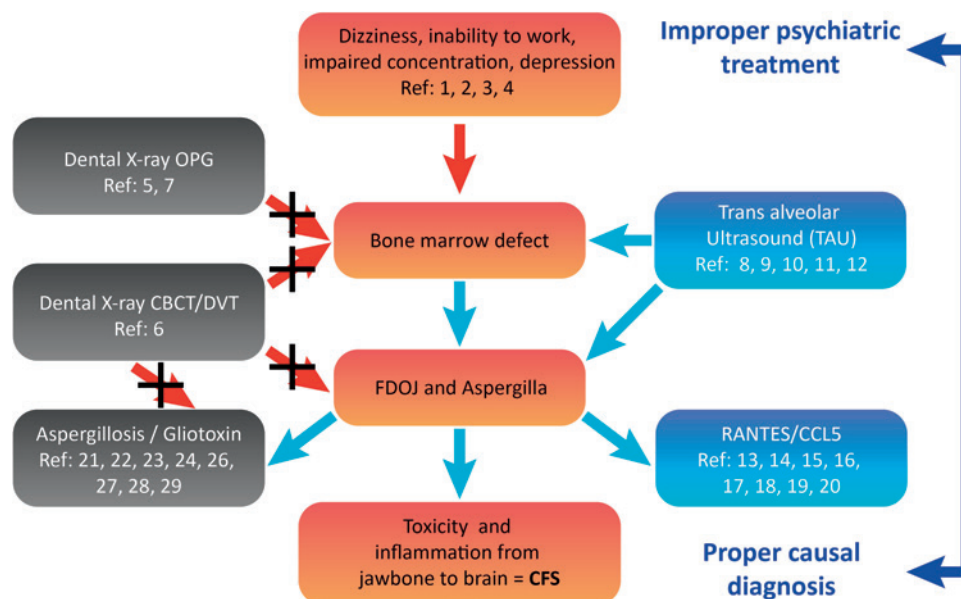 Dizziness, inability to work,
impaired concentration, depression
Ref: 1, 2, 3, 4
Improper psychiatric
treatment
Dental X-ray OPG
Ref: 5, 7
Bone marrow defect
Trans alveolar
Ultrasound (TAU)
Ref: 8, 9, 10, 11, 12
Dental X-ray CBCT/DVT
Ref: 6
FDOJ and Aspergilla
Aspergillosis / Gliotoxin
Ref: 21, 22, 23, 24, 26,
27, 28, 29
RANTES/CCL5
Ref: 13, 14, 15, 16,
17, 18, 19, 20
Toxicity and
inflammation from
jawbone to brain = CFS
Proper causal
diagnosis